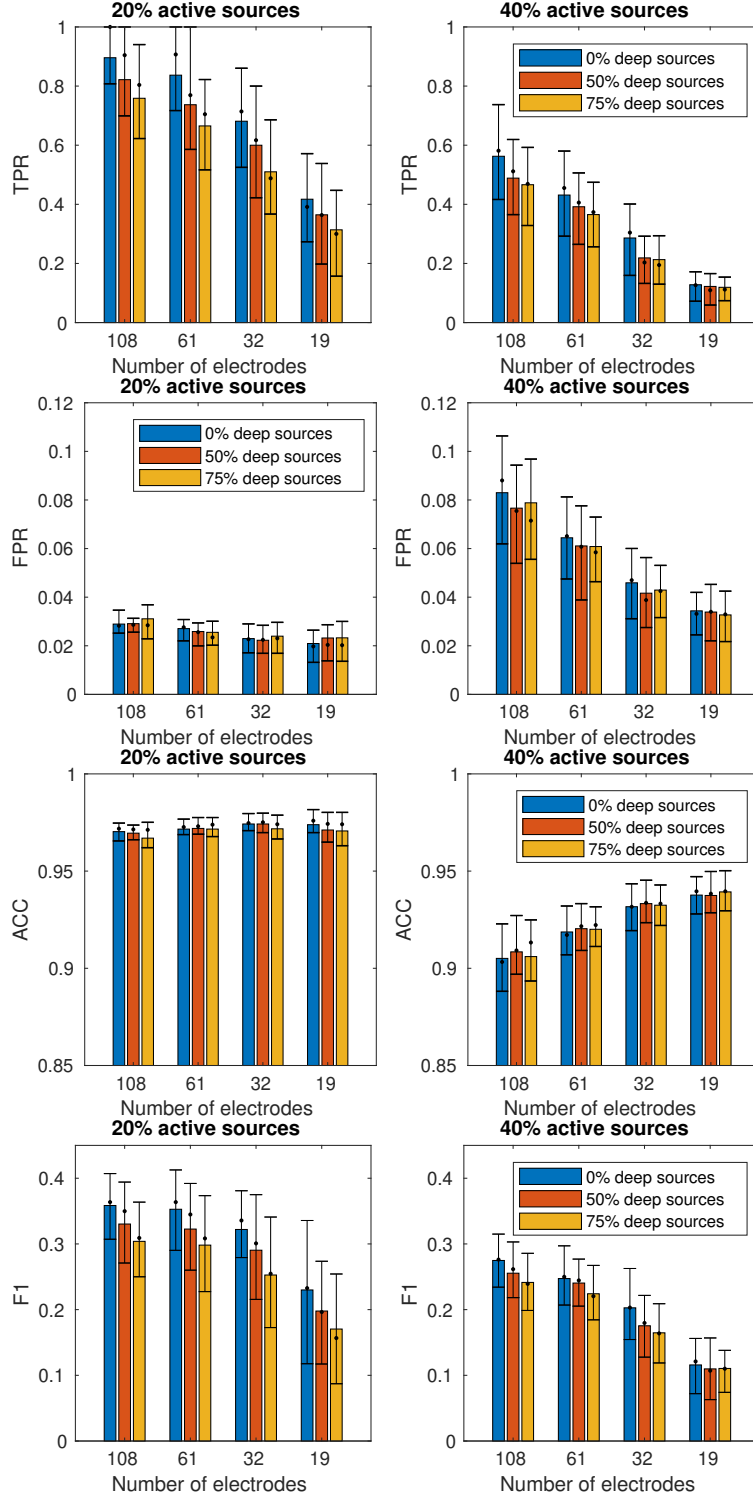 20% active sources
1
0.8
0.6
0.4
0.2
0
TPR
108 61 32 19
Number of electrodes
40% active sources
1
0.8
0.6
0.4
0.2
0
TPR
0% deep sources
50% deep sources
75% deep sources
108 61 32 19
Number of electrodes
20% active sources
0.12
0.1
0.08
0.06
0.04
0.02
0
FPR
0% deep sources
50% deep sources
75% deep sources
108 61 32 19
Number of electrodes
40% active sources
0.12
0.1
0.08
0.06
0.04
0.02
0
FPR
108 61 32 19
Number of electrodes
20% active sources
1
0.95
0.9
0.85
ACC
108 61 32 19
Number of electrodes
40% active sources
1
0.95
0.9
0.85
ACC
0% deep sources
50% deep sources
75% deep sources
108 61 32 19
Number of electrodes
20% active sources
0.4
0.3
0.2
0.1
0
F1
108 61 32 19
Number of electrodes
40% active sources
0.4
0.3
0.2
0.1
0
F1
0% deep sources
50% deep sources
75% deep sources
108 61 32 19
Number of electrodes